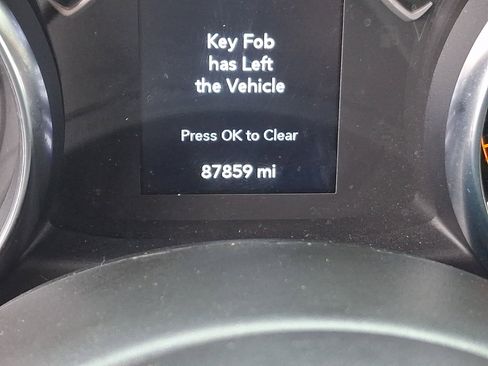 Key Fob
has Left
the Vehicle
Press OK to Clear
87859 mi